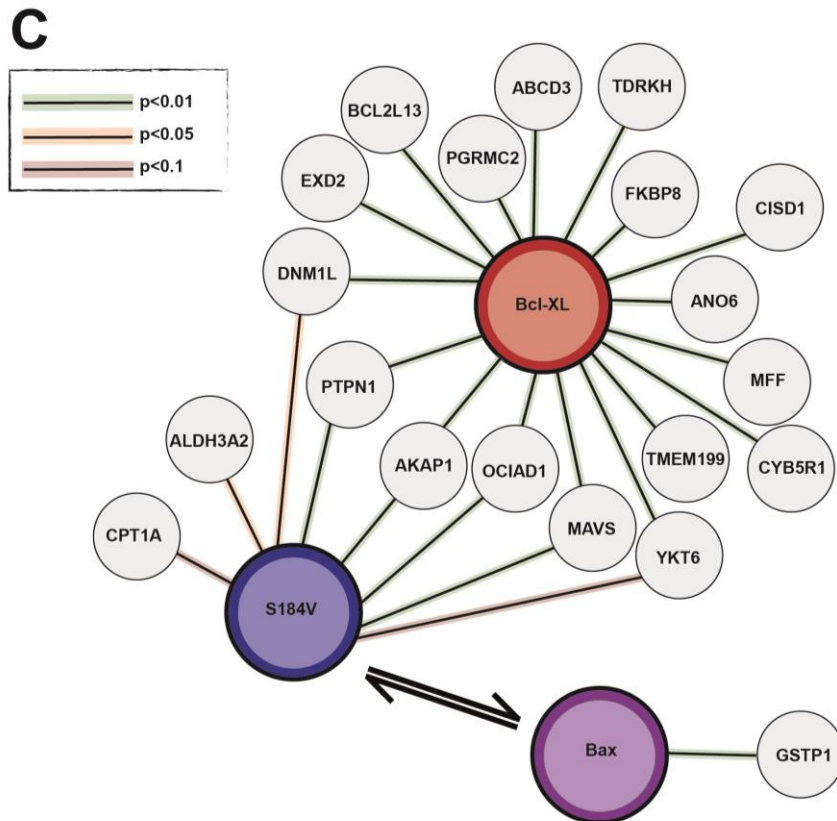 C
p<0.01
p<0.05
p<0.1
ABCD3
TDRKH
BCL2L13
PGRMC2
EXD2
FKBP8
CISD1
DNM1L
Bcl-XL
ANO6
PTPN1
MFF
ALDH3A2
AKAP1
OCIAD1
TMEM199
CYB5R1
CPT1A
MAVS
YKT6
S184V
Bax
GSTP1